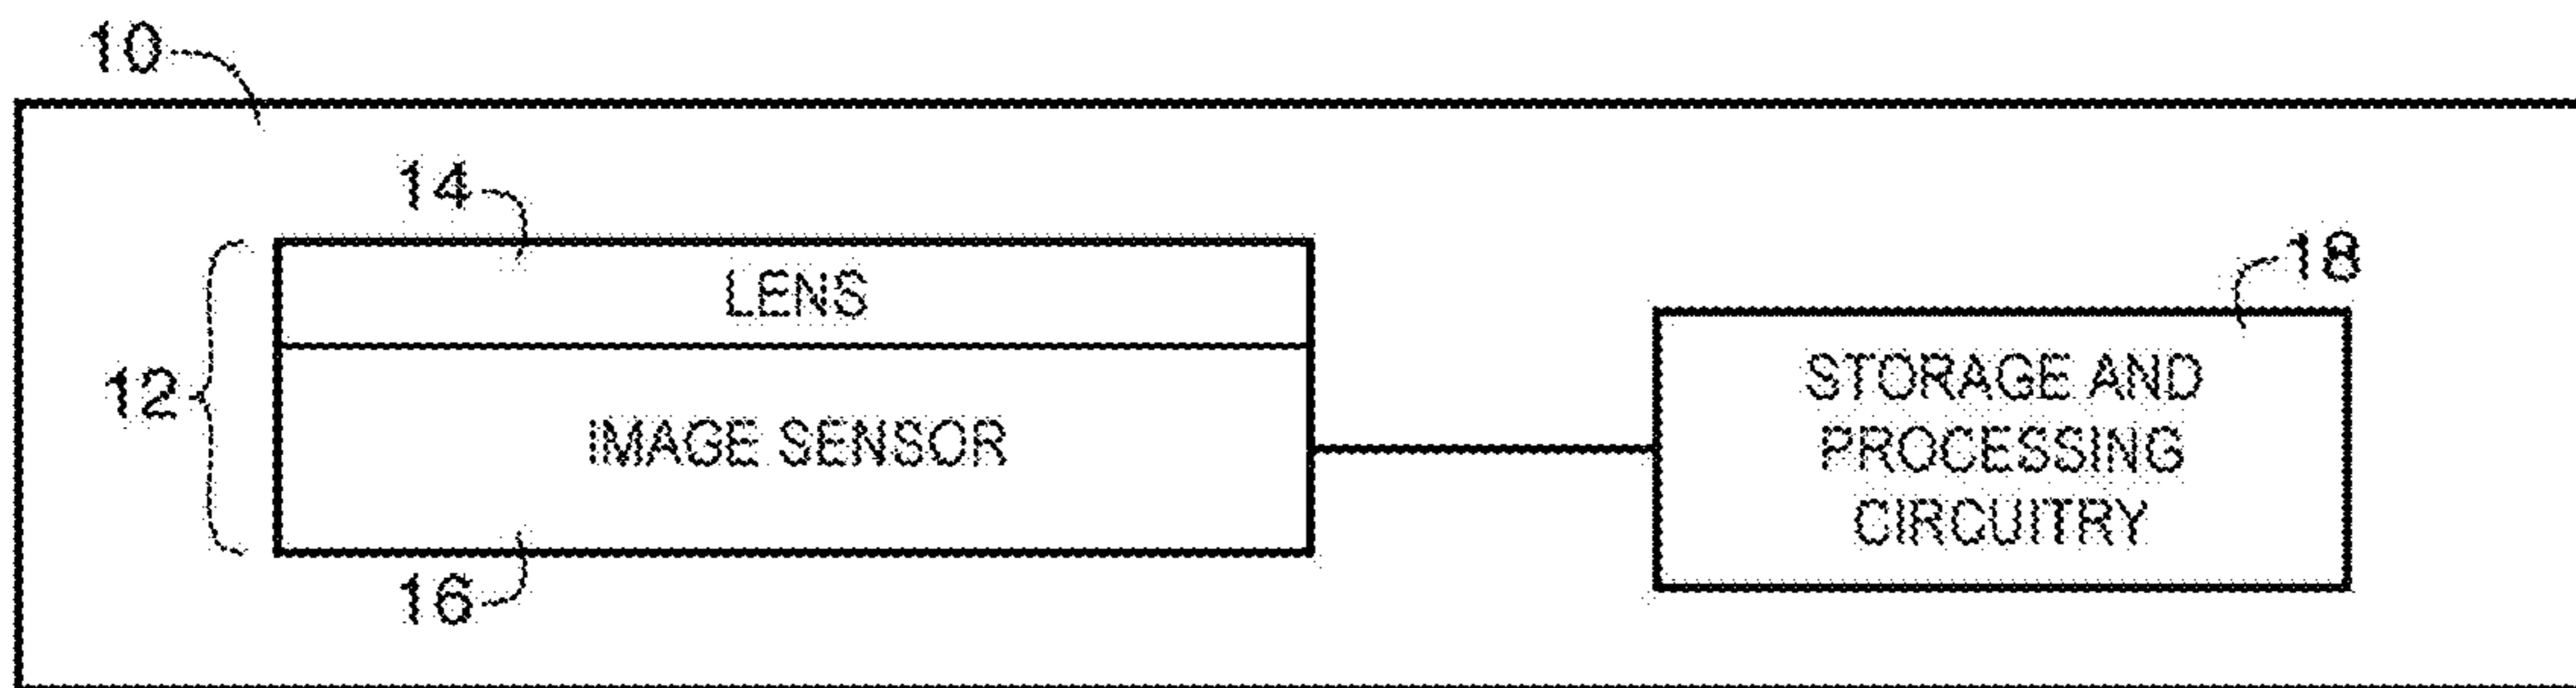 10
14
LENS
18
12
IMAGE SENSOR
STORAGE AND
PROCESSING
CIRCUITRY
16